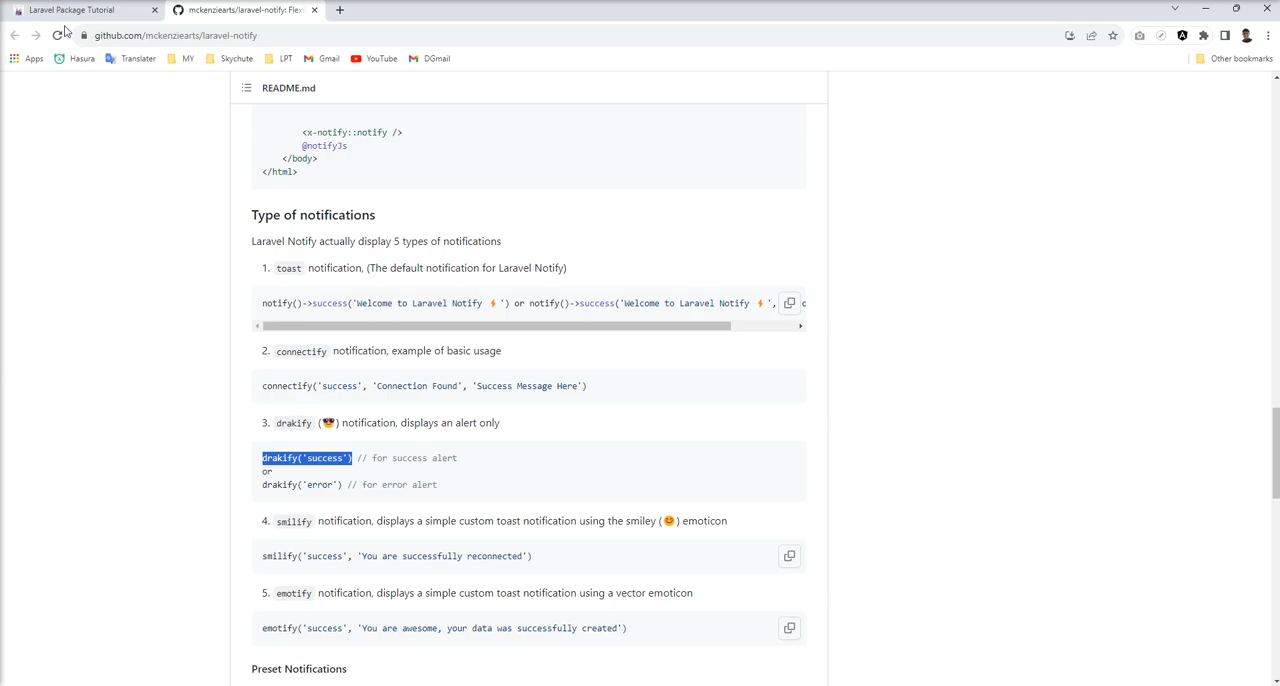 Laravel Package Tutorial
mckenziearts/laravel-notify: Flex
github.com/mckenziearts/laravel-notify
Apps Hasura Translater MY Skychute LPT Gmail YouTube DGmail Other bookmarks
README.md
<x-notify::notify />
@notifyJs
</body>
</html>
Type of notifications
Laravel Notify actually display 5 types of notifications
1. toast notification, (The default notification for Laravel Notify)
notify()->success('Welcome to Laravel Notify ⚡') or notify()->success('Welcome to Laravel Notify ⚡',
2. connectify notification, example of basic usage
connectify('success', 'Connection Found', 'Success Message Here')
3. drakify (😎) notification, displays an alert only
drakify('success') // for success alert
or
drakify('error') // for error alert
4. smilify notification, displays a simple custom toast notification using the smiley (😊) emoticon
smilify('success', 'You are successfully reconnected')
5. emotify notification, displays a simple custom toast notification using a vector emoticon
emotify('success', 'You are awesome, your data was successfully created')
Preset Notifications